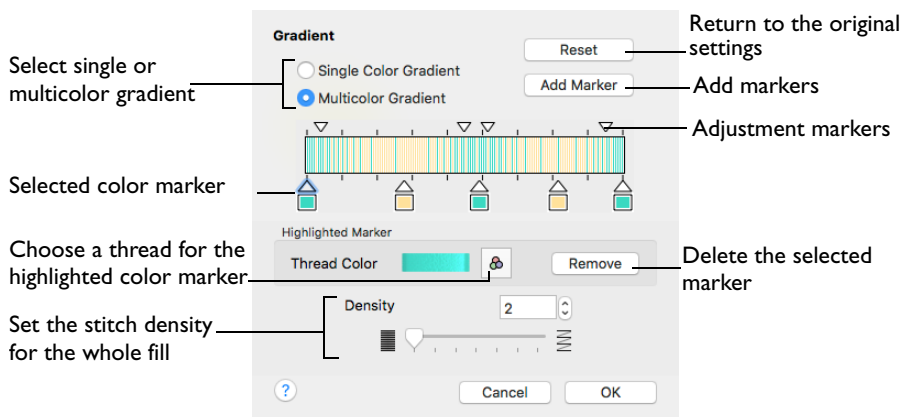 Gradient
Single Color Gradient
Multicolor Gradient
Reset
Add Marker
Return to the original
settings
Add markers
Adjustment markers
Select single or
multicolor gradient
Selected color marker
Highlighted Marker
Choose a thread for the
highlighted color marker
Thread Color
Remove
Delete the selected
marker
Set the stitch density
for the whole fill
Density
2
?
Cancel
OK